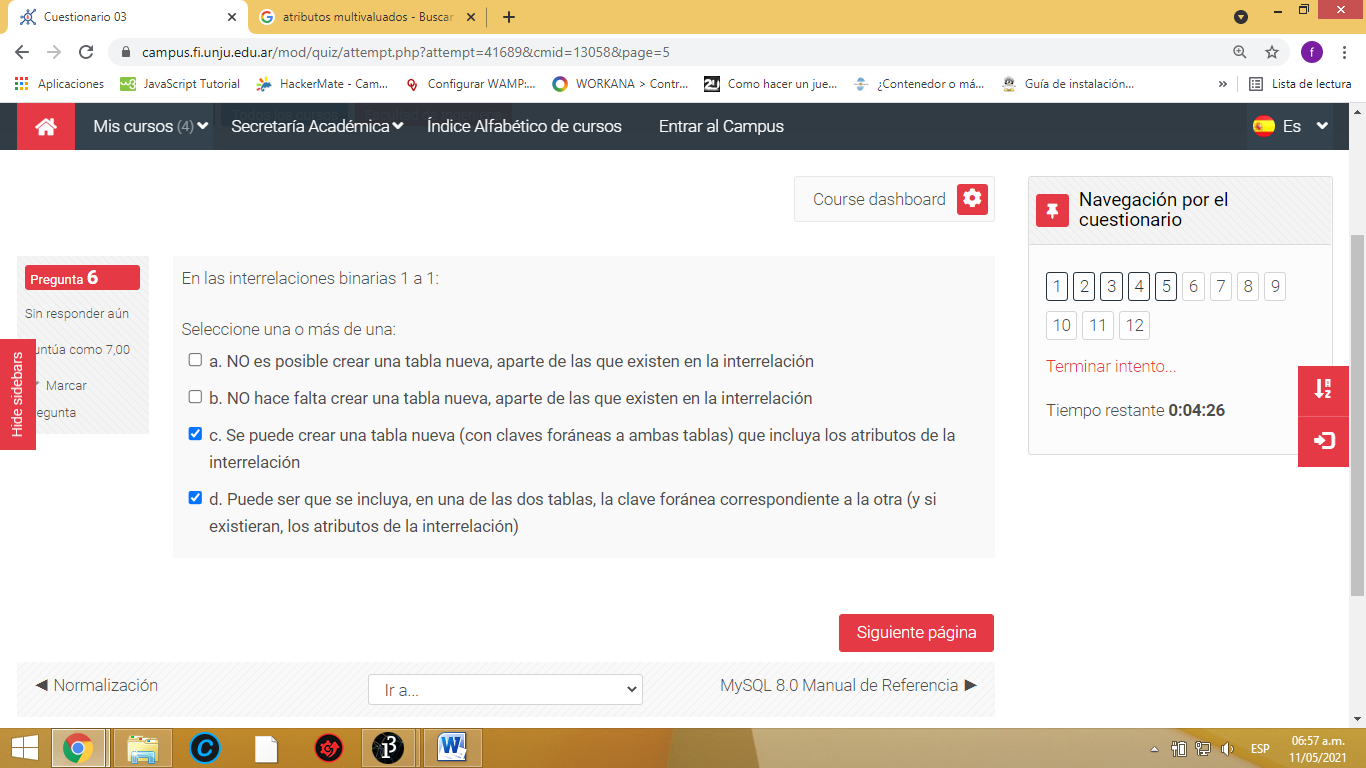 Cuestionario 03
atributos multivaluados - Buscar
campus.fi.unju.edu.ar/mod/quiz/attempt.php?attempt=41689&cmid=13058&page=5
f
Aplicaciones
JavaScript Tutorial
HackerMate - Cam...
Configurar WAMP:...
WORKANA > Contr...
Como hacer un jue...
¿Contenedor o má...
Guía de instalación...
»
Lista de lectura
Mis cursos (4)
Secretaría Académica
Índice Alfabético de cursos
Entrar al Campus
Es
Course dashboard
Navegación por el
cuestionario
Pregunta 6
Sin responder aún
untúa como 7,00
Marcar
egunta
Hide sidebars
En las interrelaciones binarias 1 a 1:
Seleccione una o más de una:
a. NO es posible crear una tabla nueva, aparte de las que existen en la interrelación
b. NO hace falta crear una tabla nueva, aparte de las que existen en la interrelación
c. Se puede crear una tabla nueva (con claves foráneas a ambas tablas) que incluya los atributos de la
interrelación
d. Puede ser que se incluya, en una de las dos tablas, la clave foránea correspondiente a la otra (y si
existieran, los atributos de la interrelación)
1 2 3 4 5 6 7 8 9
10 11 12
Terminar intento...
Tiempo restante 0:04:26
Siguiente página
◄ Normalización
Ir a...
MySQL 8.0 Manual de Referencia ►
ESP
06:57 a.m.
11/05/2021